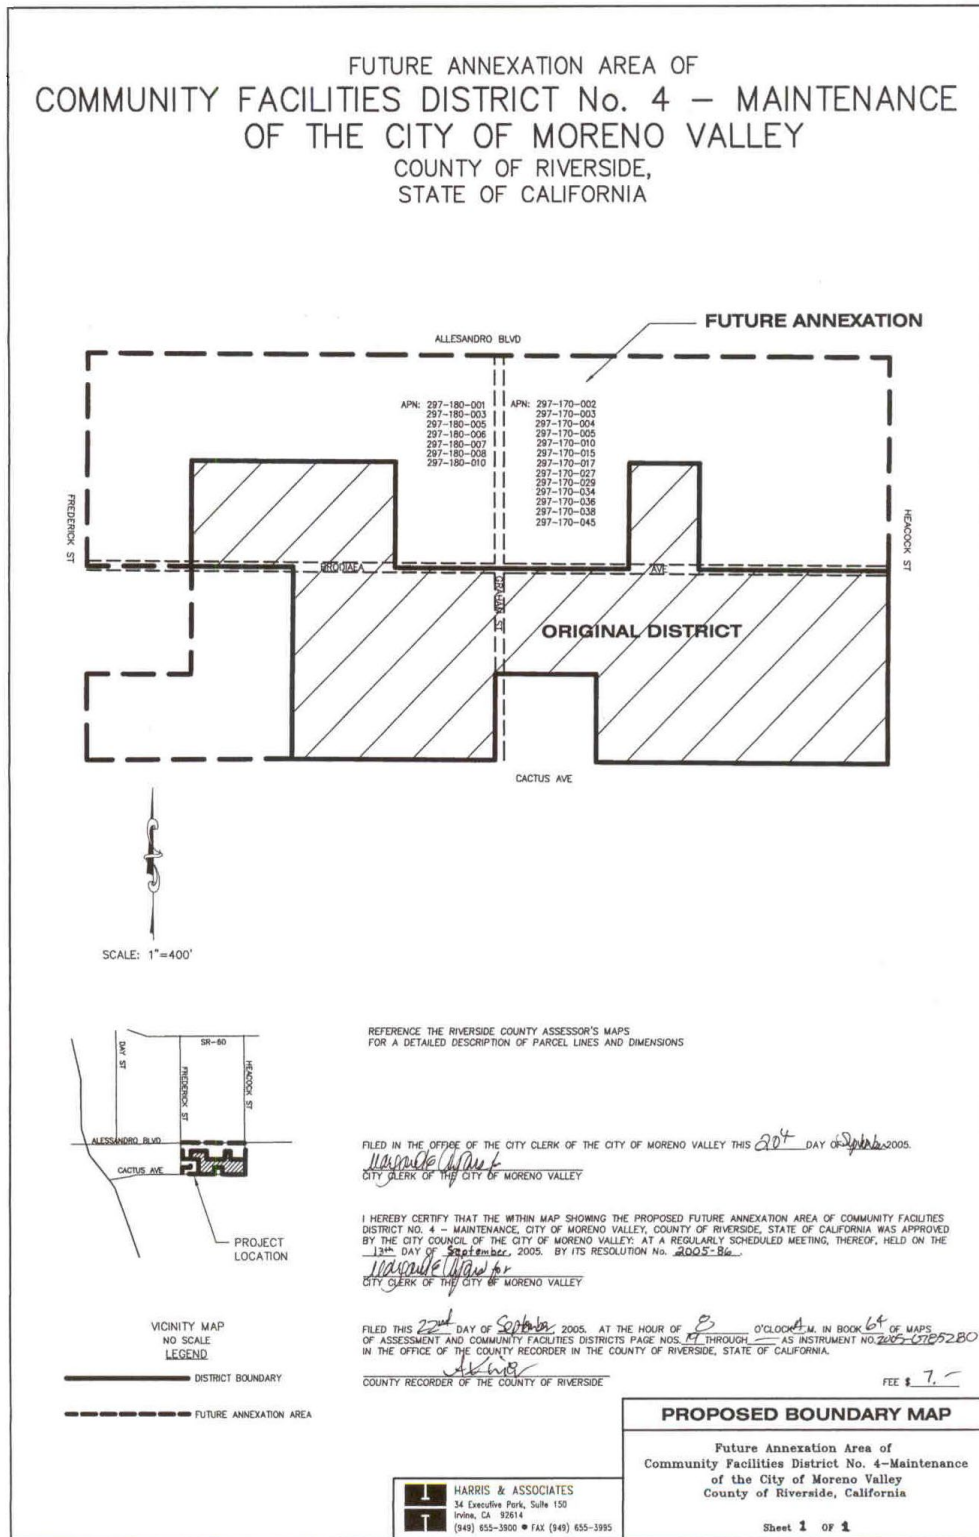 FUTURE ANNEXATION AREA OF
COMMUNITY FACILITIES DISTRICT No. 4 – MAINTENANCE
OF THE CITY OF MORENO VALLEY
COUNTY OF RIVERSIDE,
STATE OF CALIFORNIA
FUTURE ANNEXATION
ALLESANDRO BLVD
APN: 297-180-001
297-180-003
297-180-005
297-180-006
297-180-007
297-180-008
297-180-010
APN: 297-170-002
297-170-003
297-170-004
297-170-005
297-170-010
297-170-015
297-170-017
297-170-027
297-170-029
297-170-034
297-170-036
297-170-038
297-170-045
FREDERICK ST
HEACOCK ST
BRODIAEA
AVE
GRAHAM ST
ORIGINAL DISTRICT
CACTUS AVE
SCALE: 1"=400'
DAY ST
SR-60
FREDERICK ST
HEACOCK ST
ALESSANDRO BLVD
CACTUS AVE
PROJECT
LOCATION
VICINITY MAP
NO SCALE
LEGEND
DISTRICT BOUNDARY
FUTURE ANNEXATION AREA
REFERENCE THE RIVERSIDE COUNTY ASSESSOR'S MAPS
FOR A DETAILED DESCRIPTION OF PARCEL LINES AND DIMENSIONS
FILED IN THE OFFICE OF THE CITY CLERK OF THE CITY OF MORENO VALLEY THIS 20th DAY OF September 2005.
CITY CLERK OF THE CITY OF MORENO VALLEY
I HEREBY CERTIFY THAT THE WITHIN MAP SHOWING THE PROPOSED FUTURE ANNEXATION AREA OF COMMUNITY FACILITIES
DISTRICT NO. 4 – MAINTENANCE, CITY OF MORENO VALLEY, COUNTY OF RIVERSIDE, STATE OF CALIFORNIA WAS APPROVED
BY THE CITY COUNCIL OF THE CITY OF MORENO VALLEY: AT A REGULARLY SCHEDULED MEETING, THEREOF, HELD ON THE
13th DAY OF September, 2005. BY ITS RESOLUTION No. 2005-86.
for
CITY CLERK OF THE CITY OF MORENO VALLEY
FILED THIS 22nd DAY OF September 2005. AT THE HOUR OF 8 O'CLOCK A.M. IN BOOK 64 OF MAPS
OF ASSESSMENT AND COMMUNITY FACILITIES DISTRICTS PAGE NOS. 19 THROUGH — AS INSTRUMENT NO. 2005-0785280
IN THE OFFICE OF THE COUNTY RECORDER IN THE COUNTY OF RIVERSIDE, STATE OF CALIFORNIA.
COUNTY RECORDER OF THE COUNTY OF RIVERSIDE
FEE $ 7.—
PROPOSED BOUNDARY MAP
Future Annexation Area of
Community Facilities District No. 4-Maintenance
of the City of Moreno Valley
County of Riverside, California
Sheet 1 OF 1
HARRIS & ASSOCIATES
34 Executive Park, Suite 150
Irvine, CA 92614
(949) 655-3900 ● FAX (949) 655-3995